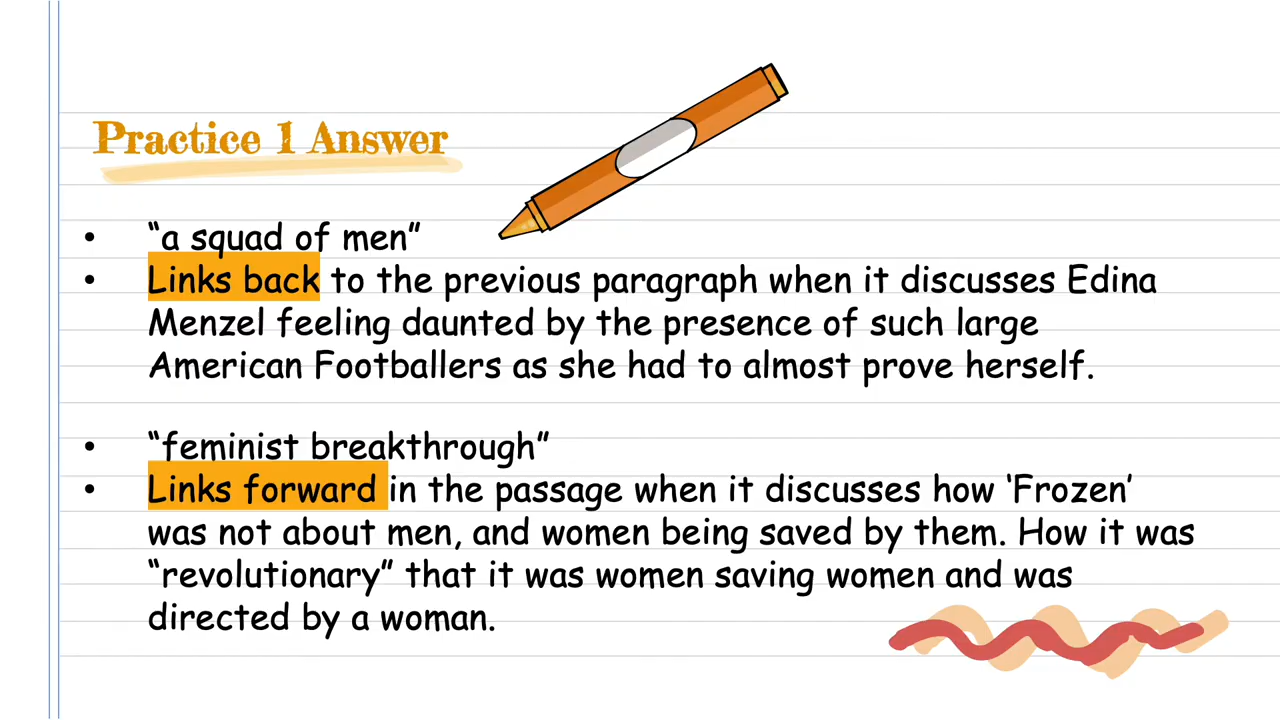 Practice 1 Answer
• “a squad of men”
• Links back to the previous paragraph when it discusses Edina
Menzel feeling daunted by the presence of such large
American Footballers as she had to almost prove herself.
• “feminist breakthrough”
• Links forward in the passage when it discusses how ‘Frozen’
was not about men, and women being saved by them. How it was
“revolutionary” that it was women saving women and was
directed by a woman.